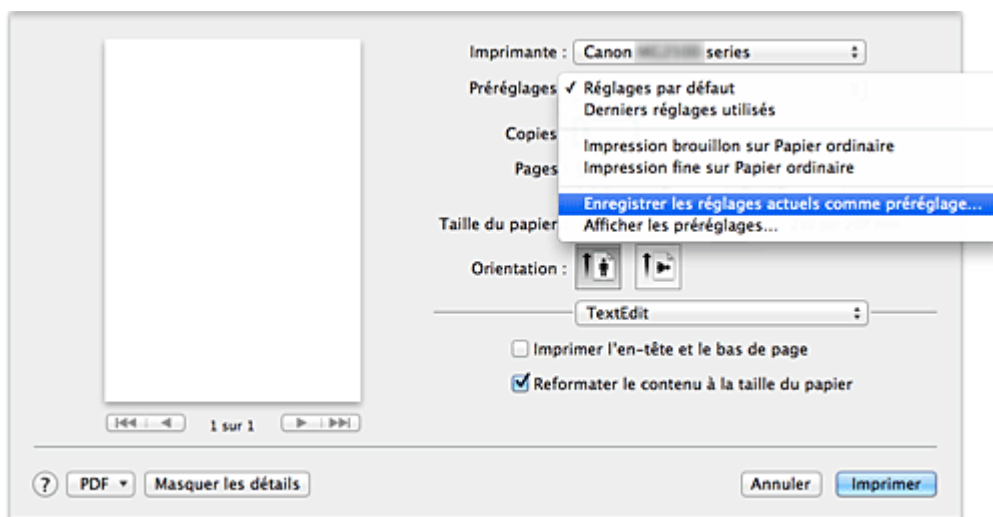 Imprimante : Canon series
Préréglages ✓ Réglages par défaut
Derniers réglages utilisés
Copies
Impression brouillon sur Papier ordinaire
Pages
Impression fine sur Papier ordinaire
Enregistrer les réglages actuels comme préréglage...
Taille du papier
Afficher les préréglages...
Orientation :
TextEdit
Imprimer l'en-tête et le bas de page
Reformater le contenu à la taille du papier
1 sur 1
? PDF Masquer les détails Annuler Imprimer